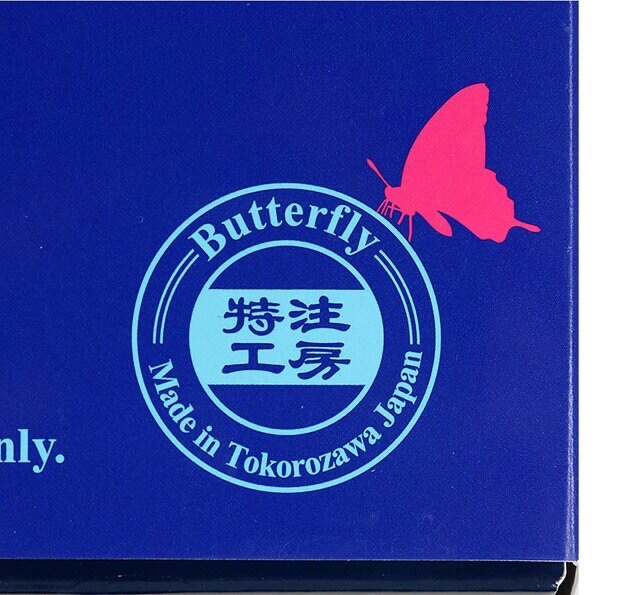 Butterfly
特注
工房
Made in Tokorozawa Japan
nly.